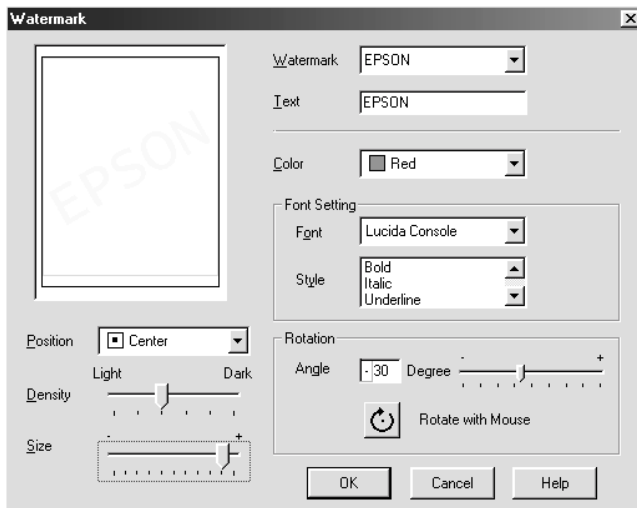 Watermark
EPSON
Watermark EPSON
Text EPSON
Color Red
Font Setting
Font Lucida Console
Style Bold
Italic
Underline
Position Center
Light Dark
Density
Size - +
Rotation
Angle -30 Degree - +
Rotate with Mouse
OK Cancel Help